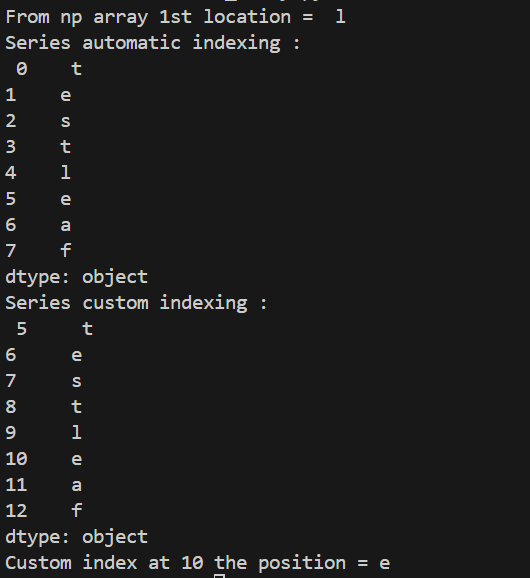 From np array 1st location =  l
Series automatic indexing :
 0    t
1    e
2    s
3    t
4    l
5    e
6    a
7    f
dtype: object
Series custom indexing :
 5     t
6     e
7     s
8     t
9     l
10    e
11    a
12    f
dtype: object
Custom index at 10 the position = e